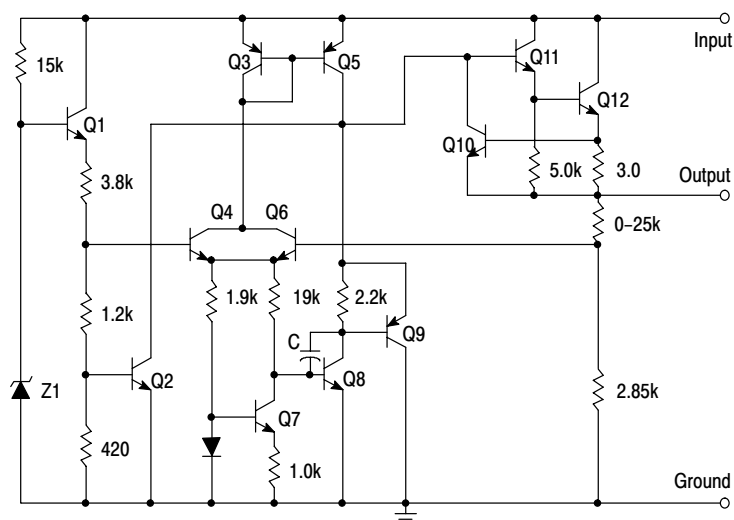 Input
Q11
Q3
Q5
15k
Q12
Q1
Q10
5.0k
3.0
Output
3.8k
Q4
Q6
0–25k
1.9k
19k
2.2k
1.2k
C
Q9
Z1
Q2
Q8
2.85k
Q7
420
1.0k
Ground